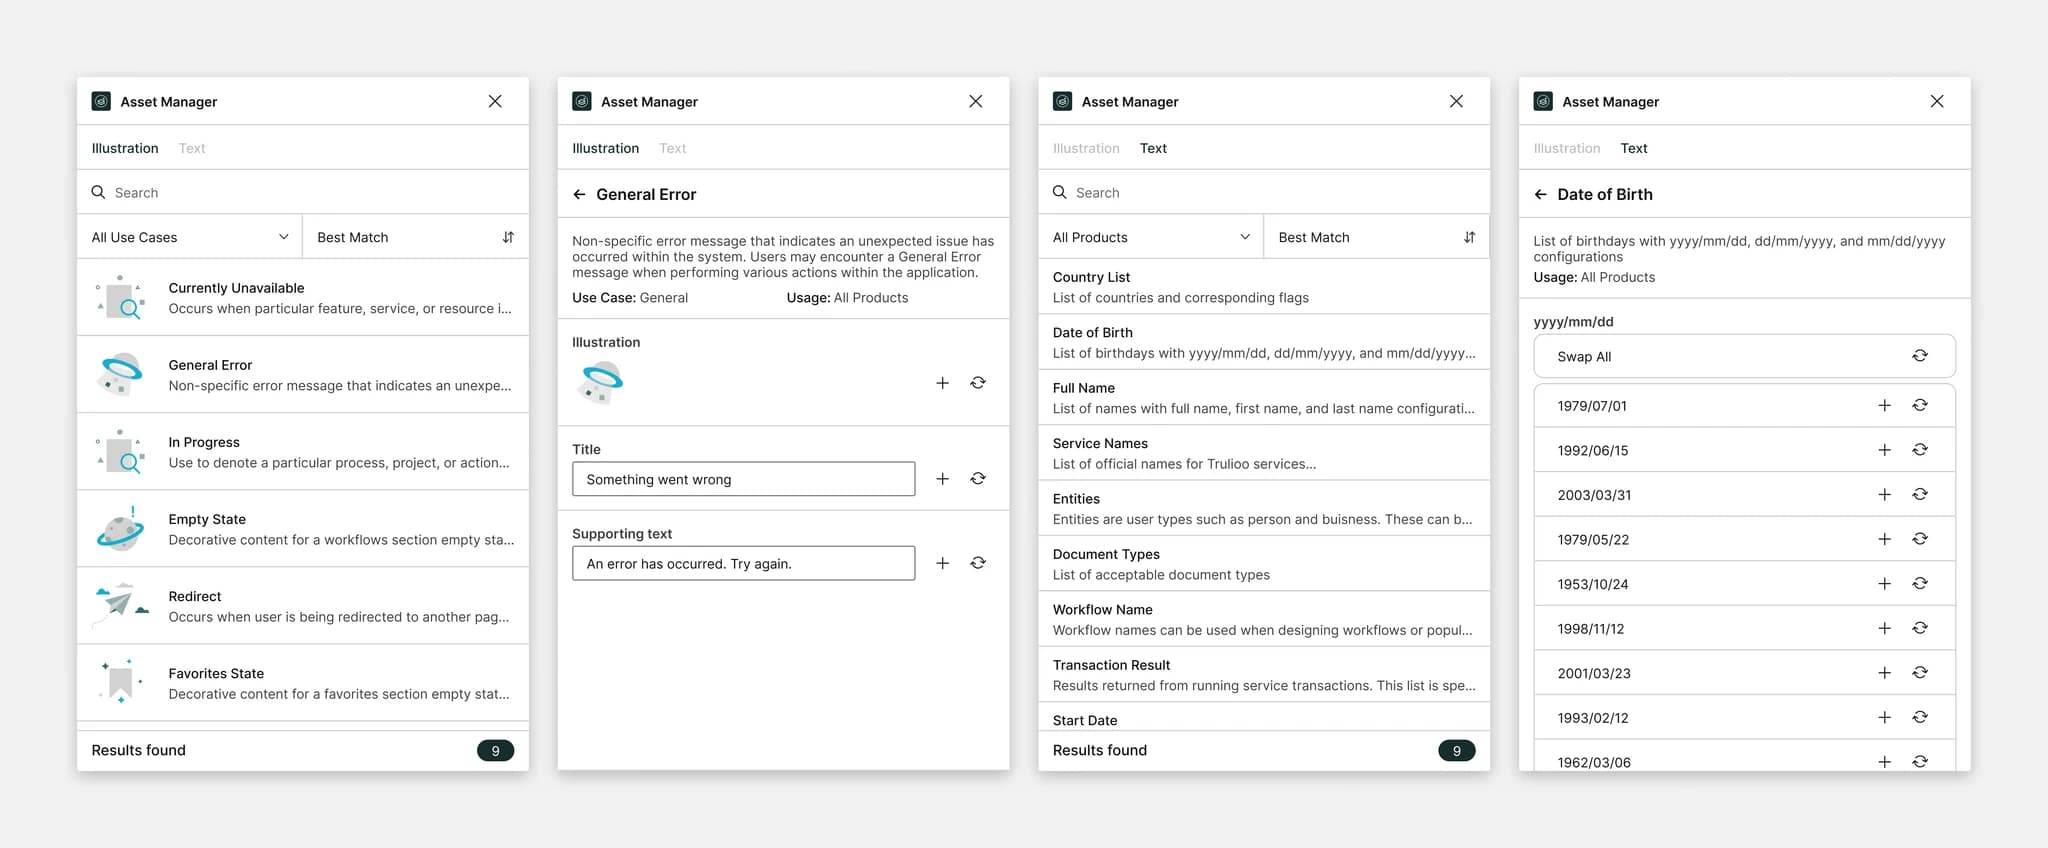 Asset Manager
Illustration Text
Search
All Use Cases Best Match
Currently Unavailable
Occurs when particular feature, service, or resource i...
General Error
Non-specific error message that indicates an unexpe...
In Progress
Use to denote a particular process, project, or action...
Empty State
Decorative content for a workflows section empty sta...
Redirect
Occurs when user is being redirected to another pag...
Favorites State
Decorative content for a favorites section empty stat...
Results found 9
Asset Manager
Illustration Text
General Error
Non-specific error message that indicates an unexpected issue has
occurred within the system. Users may encounter a General Error
message when performing various actions within the application.
Use Case: General Usage: All Products
Illustration
Title
Something went wrong
Supporting text
An error has occurred. Try again.
Asset Manager
Illustration Text
Search
All Products Best Match
Country List
List of countries and corresponding flags
Date of Birth
List of birthdays with yyyy/mm/dd, dd/mm/yyyy, and mm/dd/yyyy...
Full Name
List of names with full name, first name, and last name configurati...
Service Names
List of official names for Trulioo services...
Entities
Entities are user types such as person and buisness. These can b...
Document Types
List of acceptable document types
Workflow Name
Workflow names can be used when designing workflows or popul...
Transaction Result
Results returned from running service transactions. This list is spe...
Start Date
Results found 9
Asset Manager
Illustration Text
Date of Birth
List of birthdays with yyyy/mm/dd, dd/mm/yyyy, and mm/dd/yyyy
configurations
Usage: All Products
yyyy/mm/dd
Swap All
1979/07/01
1992/06/15
2003/03/31
1979/05/22
1953/10/24
1998/11/12
2001/03/23
1993/02/12
1962/03/06